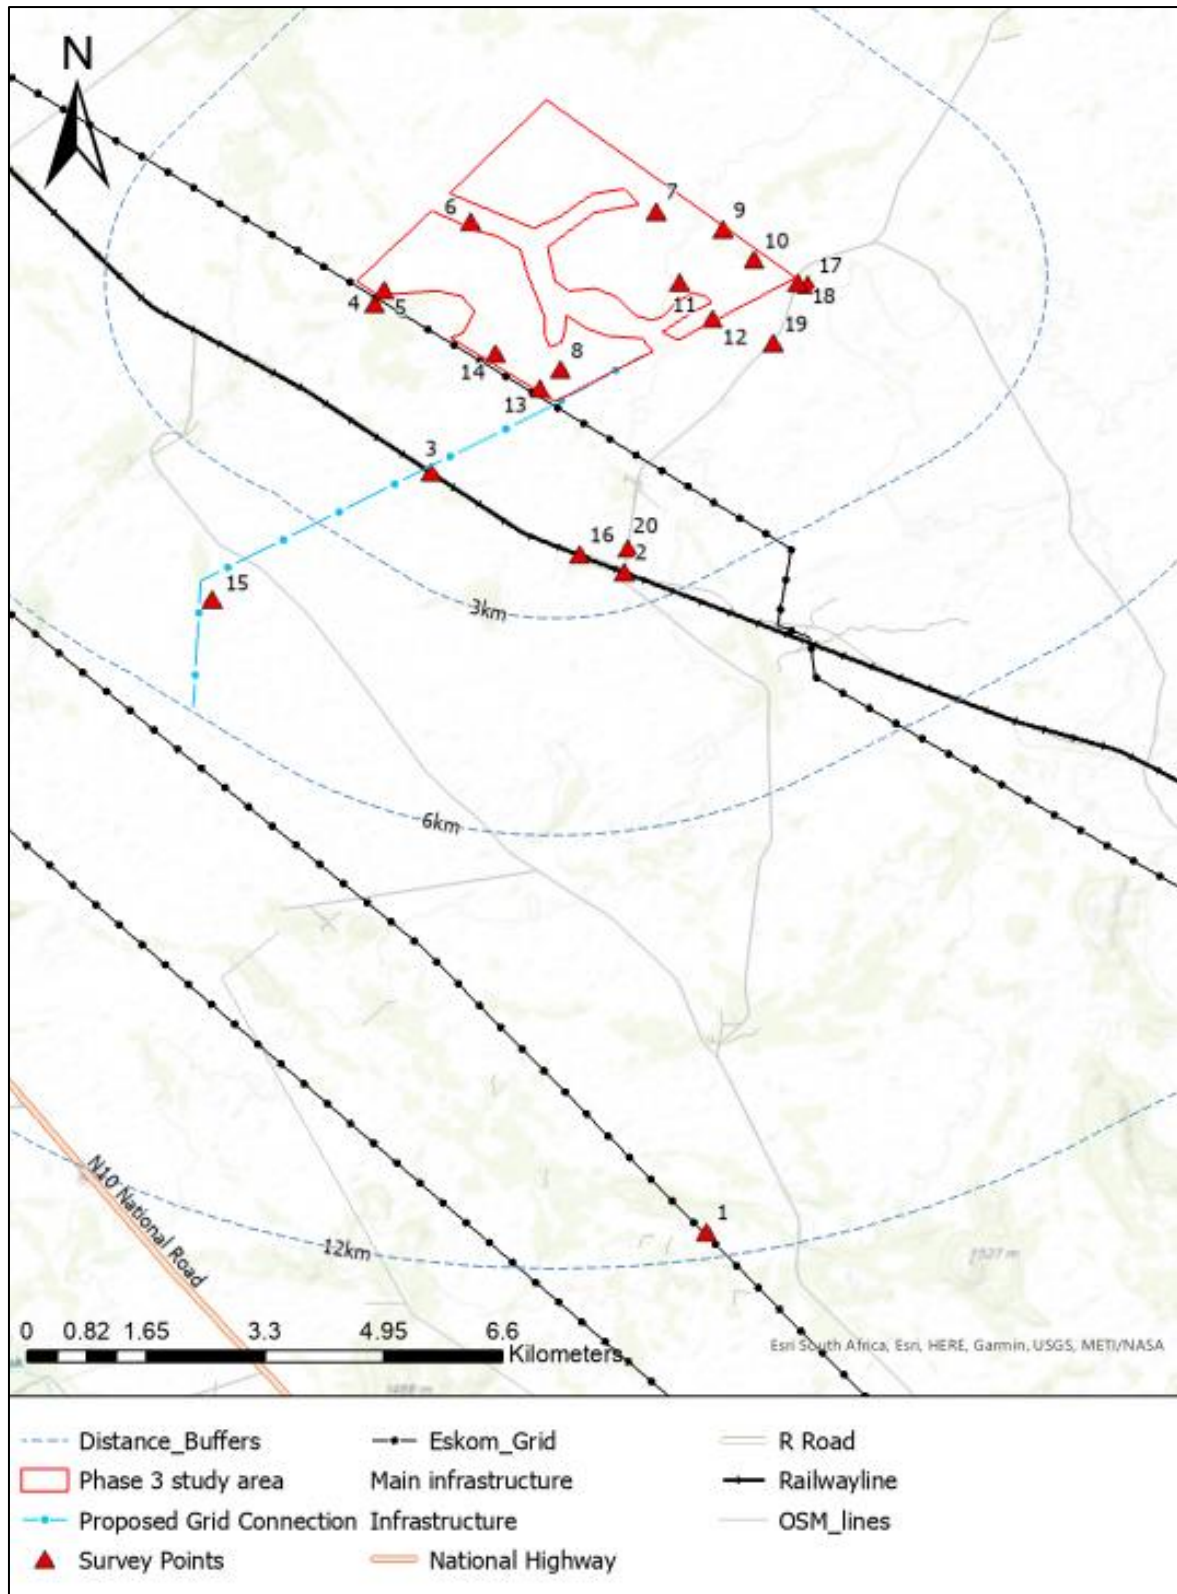 N
7
6
9
10
17
4
5
11
18
12
19
8
14
13
3
16
20
2
15
3km
6km
1
N10 National Road
12km
1527 m
0 0.82 1.65 3.3 4.95 6.6
Kilometers
Esri South Africa, Esri, HERE, Garmin, USGS, METI/NASA
Distance_Buffers Eskom_Grid R Road
Phase 3 study area Main infrastructure Railwayline
Proposed Grid Connection Infrastructure OSM_lines
Survey Points National Highway